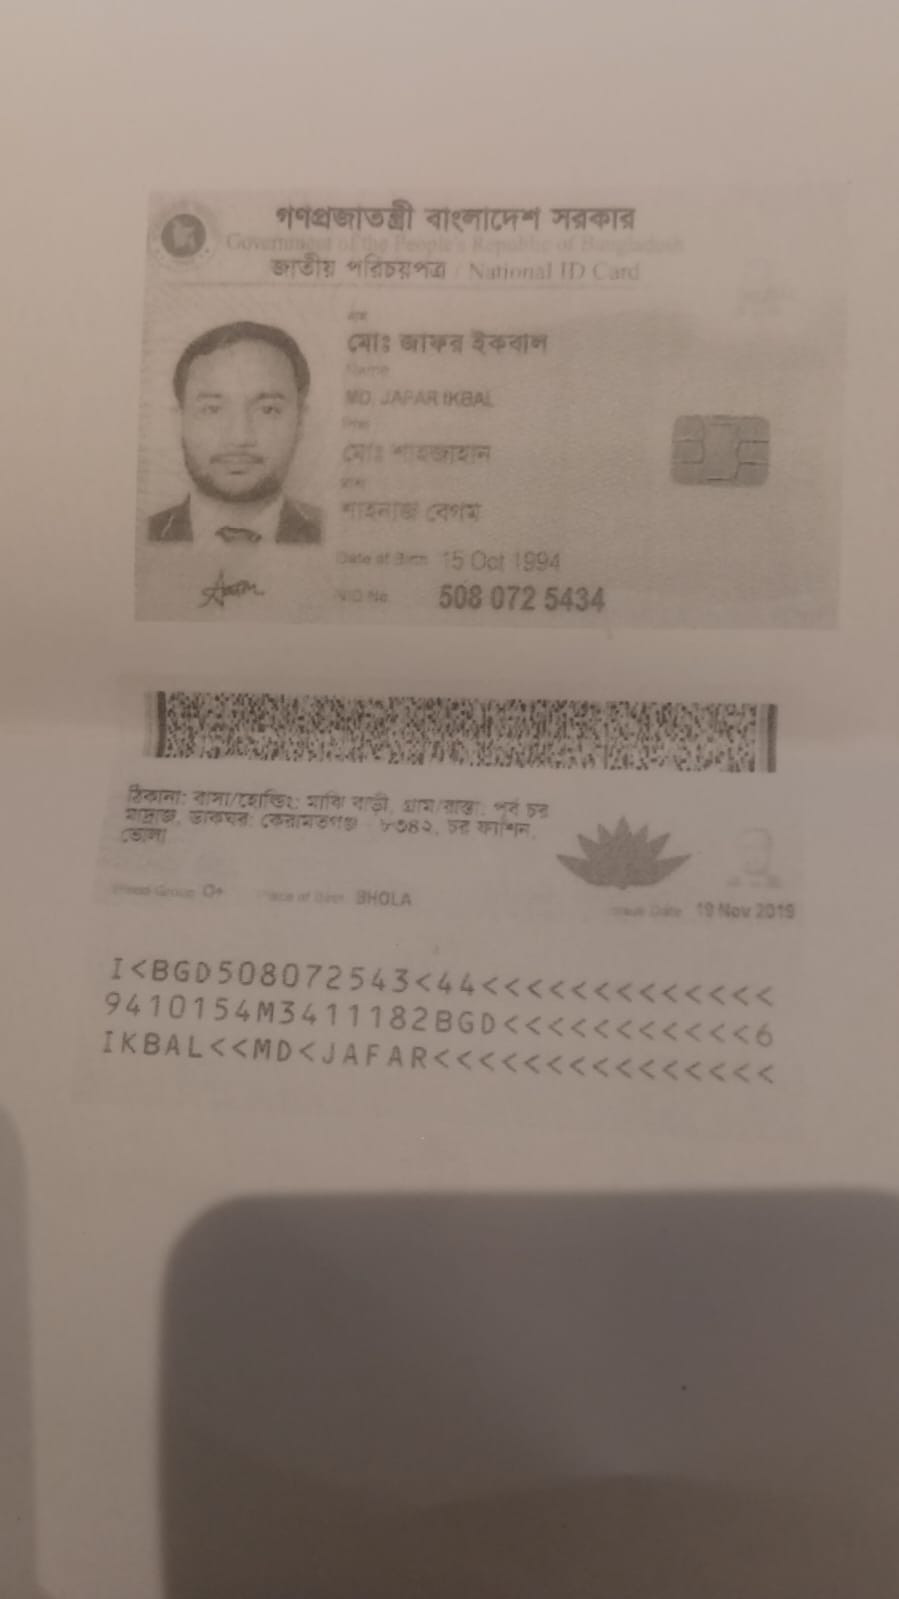 গণপ্রজাতন্ত্রী বাংলাদেশ সরকার
Government of the People's Republic of Bangladesh
জাতীয় পরিচয়পত্র / National ID Card
নাম
মোঃ জাফর ইকবাল
Name
MD. JAFAR IKBAL
পিতা
মোঃ শাহজাহান
মাতা
শাহনাজ বেগম
Date of Birth 15 Oct 1994
NID No. 508 072 5434
ঠিকানা: বাসা/হোল্ডিং: মাঝি বাড়ী, গ্রাম/রাস্তা: পূর্ব চর
মাদ্রাজ, ডাকঘর: কেরামতগঞ্জ - ৮৩৪২, চর ফ্যাশন,
ভোলা
Blood Group: O+ Place of Birth: BHOLA Issue Date: 19 Nov 2019
I<BGD508072543<44<<<<<<<<<<<<<
9410154M3411182BGD<<<<<<<<<<<6
IKBAL<<MD<JAFAR<<<<<<<<<<<<<<<